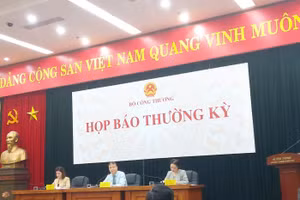 ĐẢNG CỘNG SẢN VIỆT NAM QUANG VINH MUÔN
BỘ CÔNG THƯƠNG
HỌP BÁO THƯỜNG KỲ